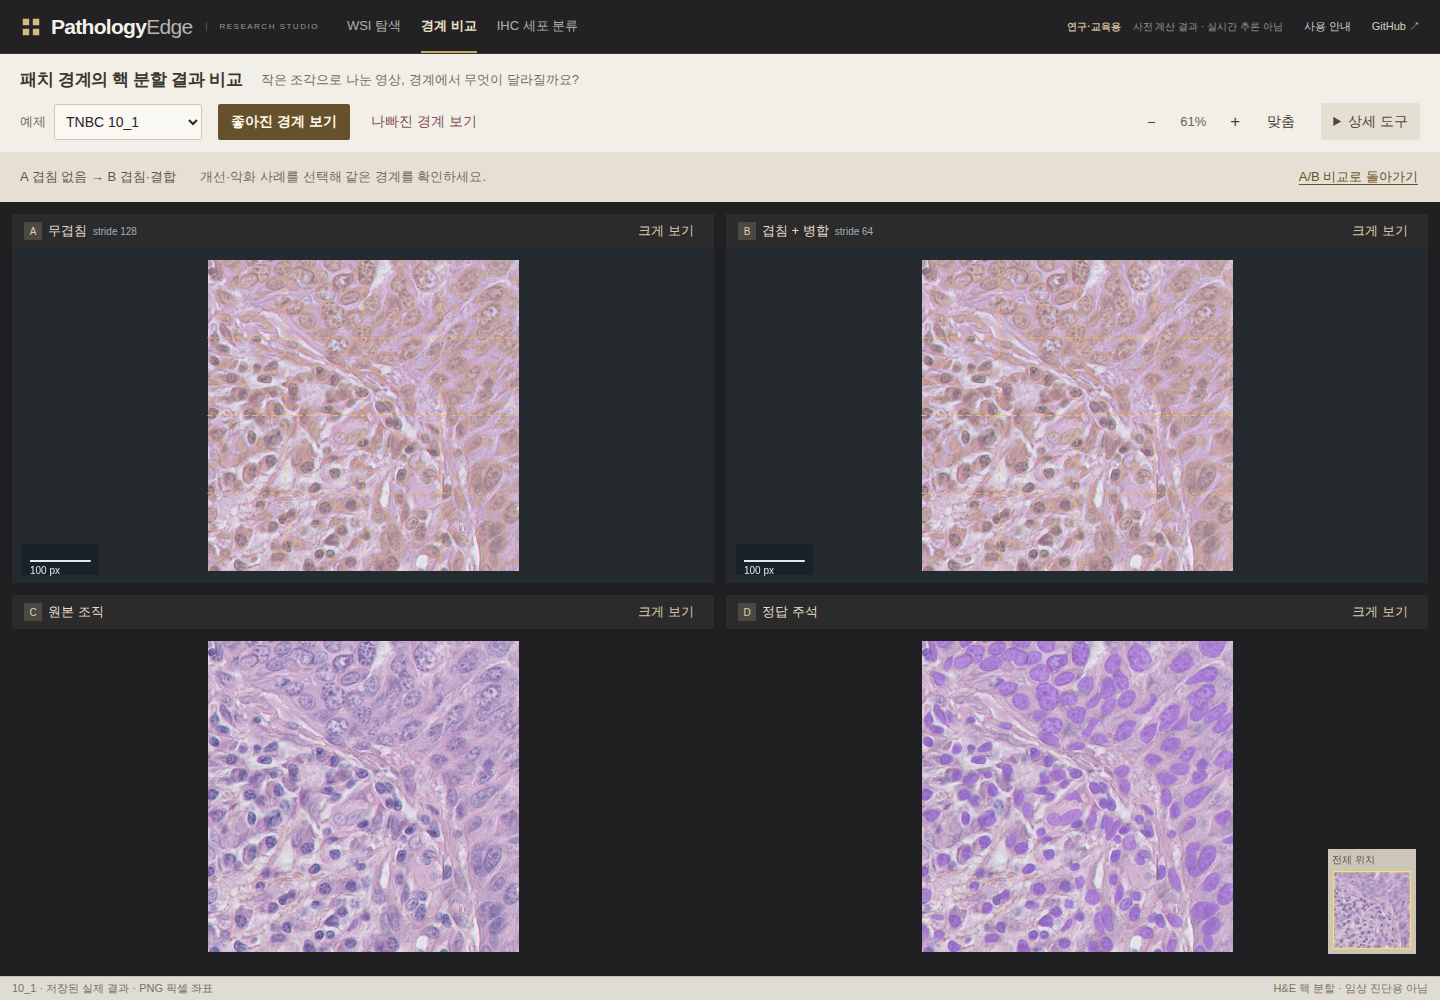 PathologyEdge RESEARCH STUDIO WSI 탐색 경계 비교 IHC 세포 분류 연구·교육용 사전 계산 결과 · 실시간 추론 아님 사용 안내 GitHub ↗
패치 경계의 핵 분할 결과 비교 작은 조각으로 나눈 영상, 경계에서 무엇이 달라질까요?
예제 TNBC 10_1 좋아진 경계 보기 나빠진 경계 보기 − 61% + 맞춤 ▶ 상세 도구
A 겹침 없음 → B 겹침·결합 개선·악화 사례를 선택해 같은 경계를 확인하세요. A/B 비교로 돌아가기
A 무겹침 stride 128 크게 보기
B 겹침 + 병합 stride 64 크게 보기
100 px
100 px
C 원본 조직 크게 보기
D 정답 주석 크게 보기
전체 위치
10_1 · 저장된 실제 결과 · PNG 픽셀 좌표 H&E 핵 분할 · 임상 진단용 아님